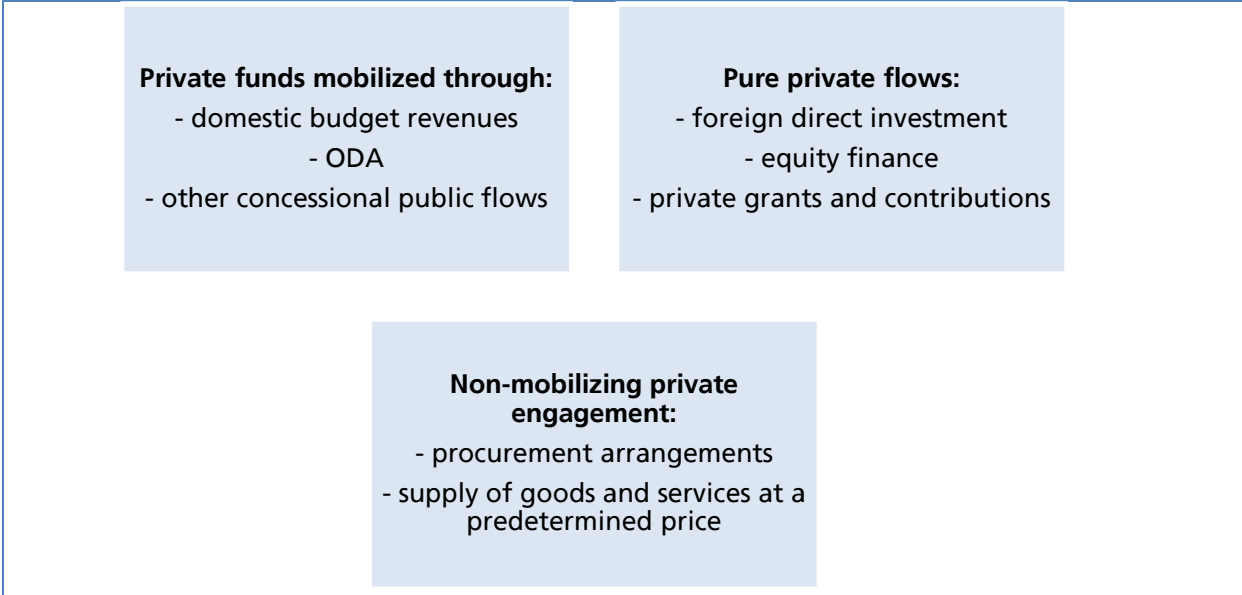 Private funds mobilized through:
- domestic budget revenues
- ODA
- other concessional public flows
Pure private flows:
- foreign direct investment
- equity finance
- private grants and contributions
Non-mobilizing private
engagement:
- procurement arrangements
- supply of goods and services at a
predetermined price